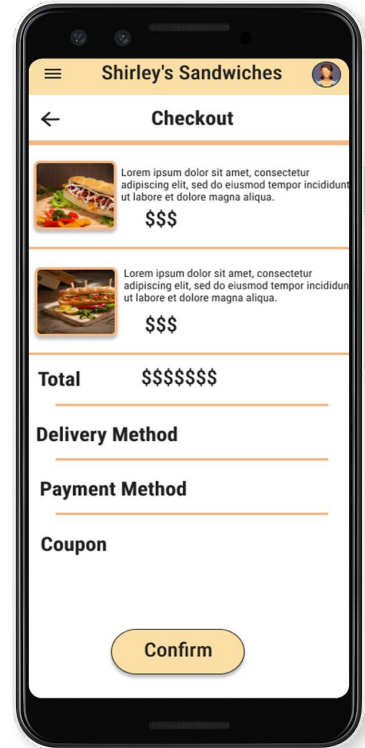 Shirley's Sandwiches
Checkout
Lorem ipsum dolor sit amet, consectetur
adipiscing elit, sed do eiusmod tempor incididunt
ut labore et dolore magna aliqua.
$$$
Lorem ipsum dolor sit amet, consectetur
adipiscing elit, sed do eiusmod tempor incididun
ut labore et dolore magna aliqua.
$$$
Total $$$$$$$
Delivery Method
Payment Method
Coupon
Confirm